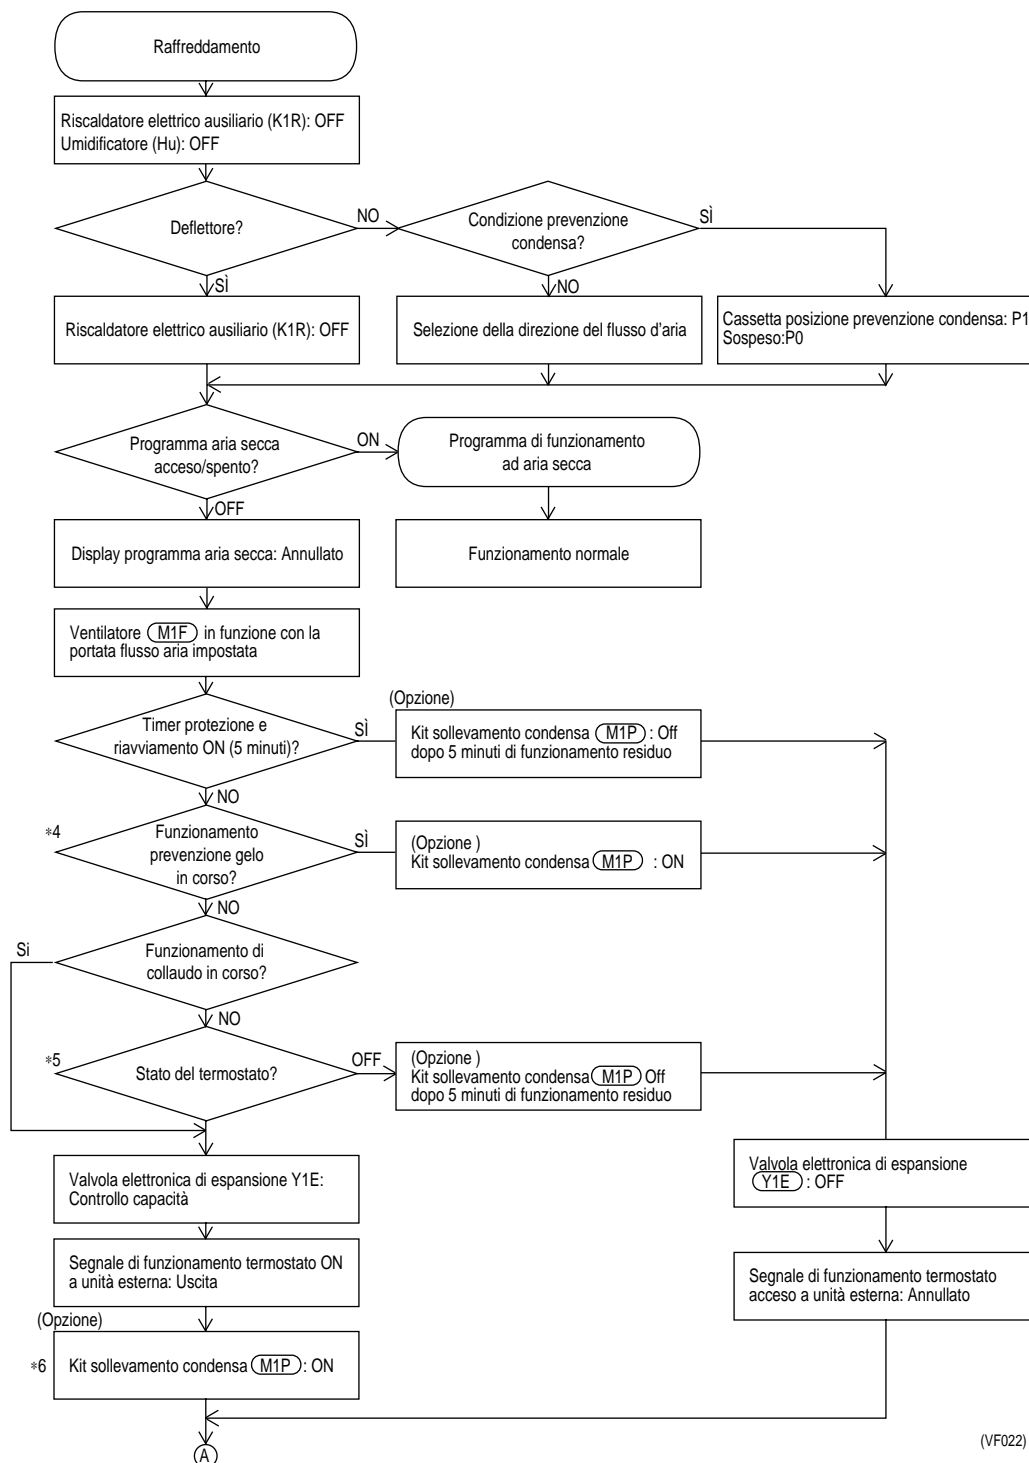 Raffreddamento
Riscaldatore elettrico ausiliario (K1R): OFF
Umidificatore (Hu): OFF
Deflettore?
NO
Condizione prevenzione
condensa?
SÌ
SÌ
NO
Riscaldatore elettrico ausiliario (K1R): OFF
Selezione della direzione del flusso d'aria
Cassetta posizione prevenzione condensa: P1
Sospeso:P0
Programma aria secca
acceso/spento?
ON
Programma di funzionamento
ad aria secca
OFF
Display programma aria secca: Annullato
Funzionamento normale
Ventilatore M1F in funzione con la
portata flusso aria impostata
Timer protezione e
riavviamento ON (5 minuti)?
SÌ
(Opzione)
Kit sollevamento condensa M1P : Off
dopo 5 minuti di funzionamento residuo
NO
*4
Funzionamento
prevenzione gelo
in corso?
SÌ
(Opzione )
Kit sollevamento condensa M1P : ON
NO
Si
Funzionamento di
collaudo in corso?
NO
*5
Stato del termostato?
OFF
(Opzione )
Kit sollevamento condensa M1P Off
dopo 5 minuti di funzionamento residuo
Valvola elettronica di espansione Y1E:
Controllo capacità
Valvola elettronica di espansione
Y1E : OFF
Segnale di funzionamento termostato ON
a unità esterna: Uscita
Segnale di funzionamento termostato
acceso a unità esterna: Annullato
(Opzione)
*6
Kit sollevamento condensa M1P : ON
A
(VF022)